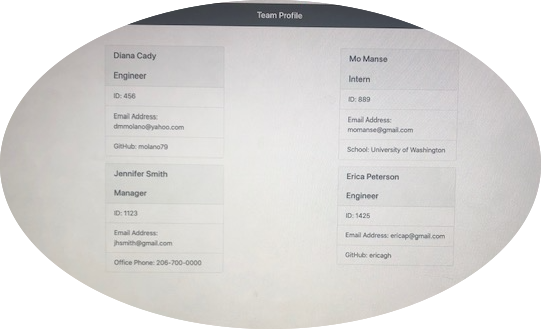 Team Profile
Diana Cady
Engineer
ID: 456
Email Address:
dmmolano@yahoo.com
GitHub: molano79
Mo Manse
Intern
ID: 889
Email Address:
momanse@gmail.com
School: University of Washington
Jennifer Smith
Manager
ID: 1123
Email Address:
jhsmith@gmail.com
Office Phone: 206-700-0000
Erica Peterson
Engineer
ID: 1425
Email Address: ericap@gmail.com
GitHub: ericagh